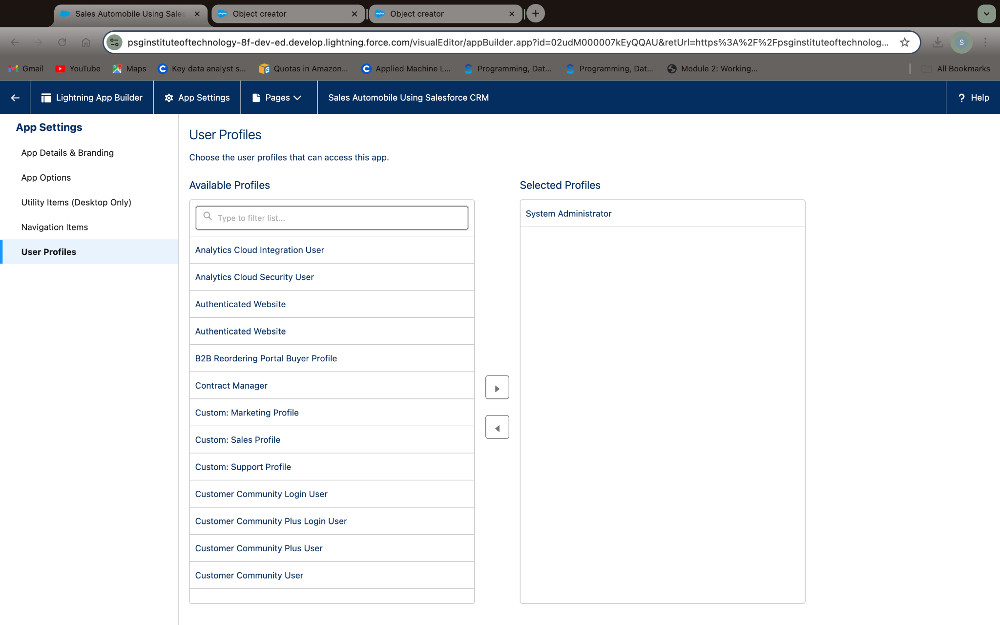 Sales Automobile Using Sales
Object creator
Object creator
psginstituteoftechnology-8f-dev-ed.develop.lightning.force.com/visualEditor/appBuilder.app?id=02udM000007kEyQQAU&retUrl=https%3A%2F%2Fpsginstituteoftechnolog...
S
Gmail
YouTube
Maps
Key data analyst s...
Quotas in Amazon...
Applied Machine L...
Programming, Dat...
Programming, Dat...
Module 2: Working...
All Bookmarks
Lightning App Builder
App Settings
Pages
Sales Automobile Using Salesforce CRM
? Help
App Settings
App Details & Branding
App Options
Utility Items (Desktop Only)
Navigation Items
User Profiles
User Profiles
Choose the user profiles that can access this app.
Available Profiles
Type to filter list...
Analytics Cloud Integration User
Analytics Cloud Security User
Authenticated Website
Authenticated Website
B2B Reordering Portal Buyer Profile
Contract Manager
Custom: Marketing Profile
Custom: Sales Profile
Custom: Support Profile
Customer Community Login User
Customer Community Plus Login User
Customer Community Plus User
Customer Community User
Selected Profiles
System Administrator